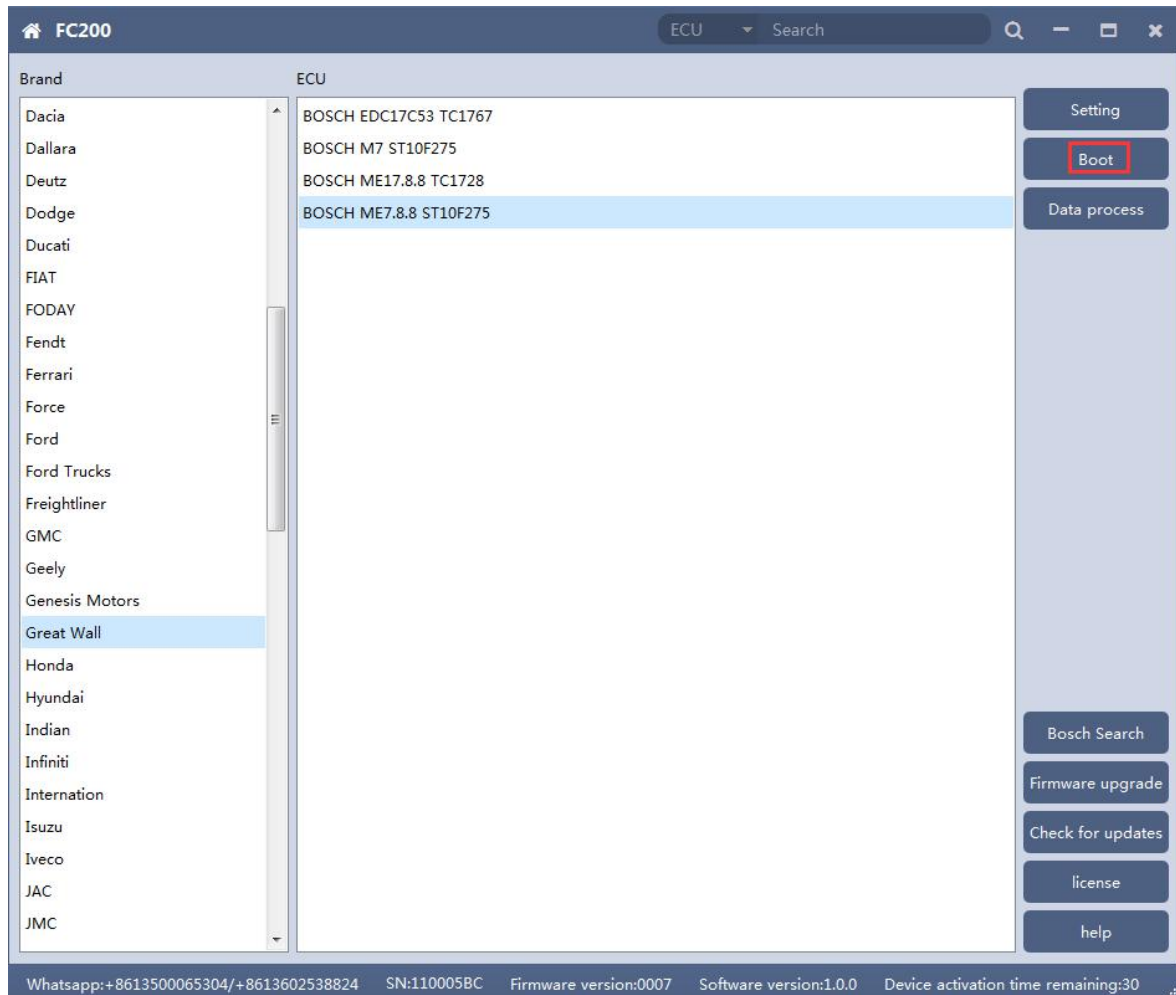 FC200
ECU Search
Brand
Dacia
Dallara
Deutz
Dodge
Ducati
FIAT
FODAY
Fendt
Ferrari
Force
Ford
Ford Trucks
Freightliner
GMC
Geely
Genesis Motors
Great Wall
Honda
Hyundai
Indian
Infiniti
Internation
Isuzu
Iveco
JAC
JMC
ECU
BOSCH EDC17C53 TC1767
BOSCH M7 ST10F275
BOSCH ME17.8.8 TC1728
BOSCH ME7.8.8 ST10F275
Setting
Boot
Data process
Bosch Search
Firmware upgrade
Check for updates
license
help
Whatsapp:+8613500065304/+8613602538824 SN:110005BC Firmware version:0007 Software version:1.0.0 Device activation time remaining:30